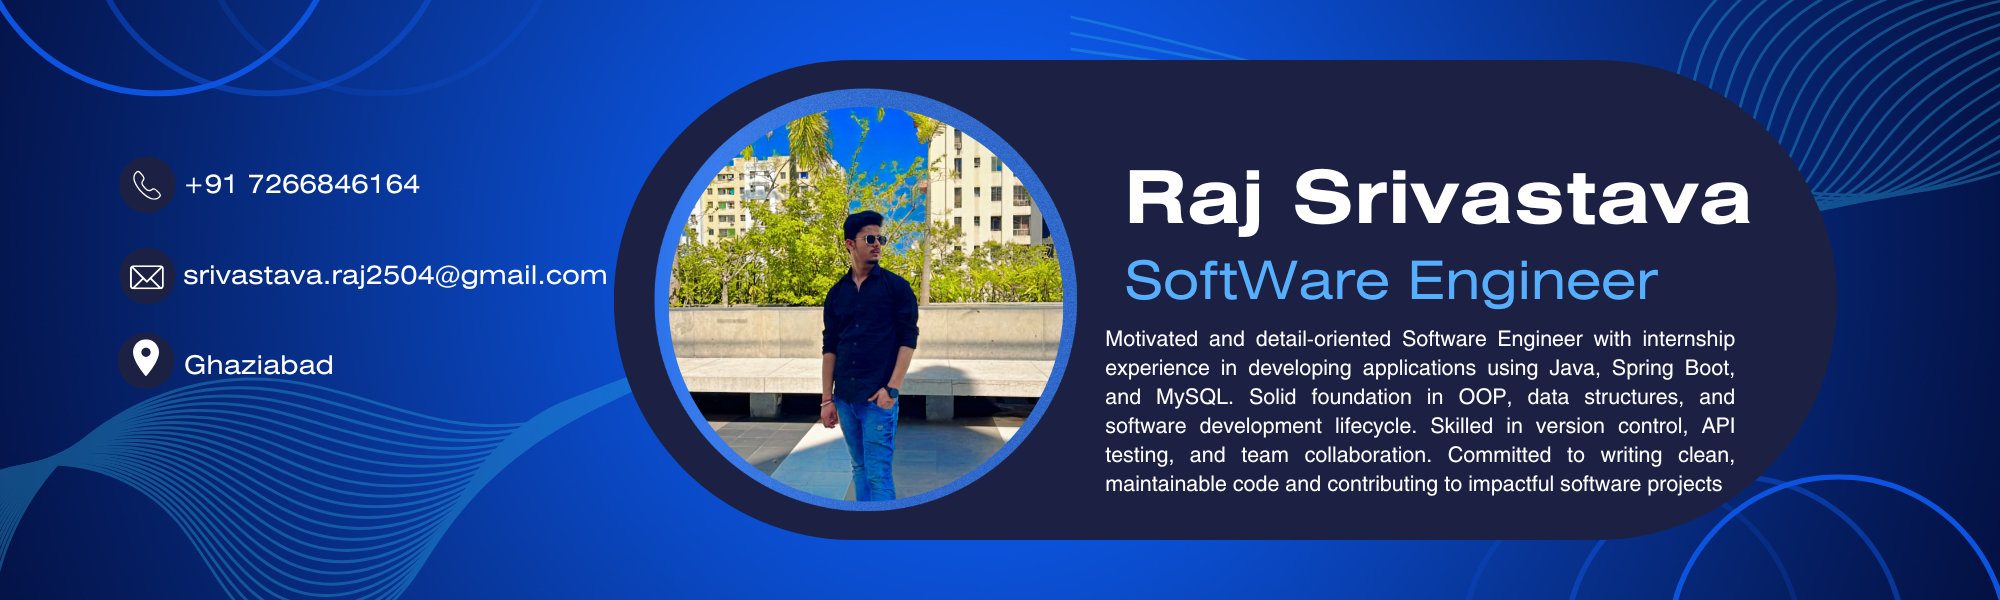 +91 7266846164
srivastava.raj2504@gmail.com
Ghaziabad
Raj Srivastava
SoftWare Engineer
Motivated and detail-oriented Software Engineer with internship
experience in developing applications using Java, Spring Boot,
and MySQL. Solid foundation in OOP, data structures, and
software development lifecycle. Skilled in version control, API
testing, and team collaboration. Committed to writing clean,
maintainable code and contributing to impactful software projects